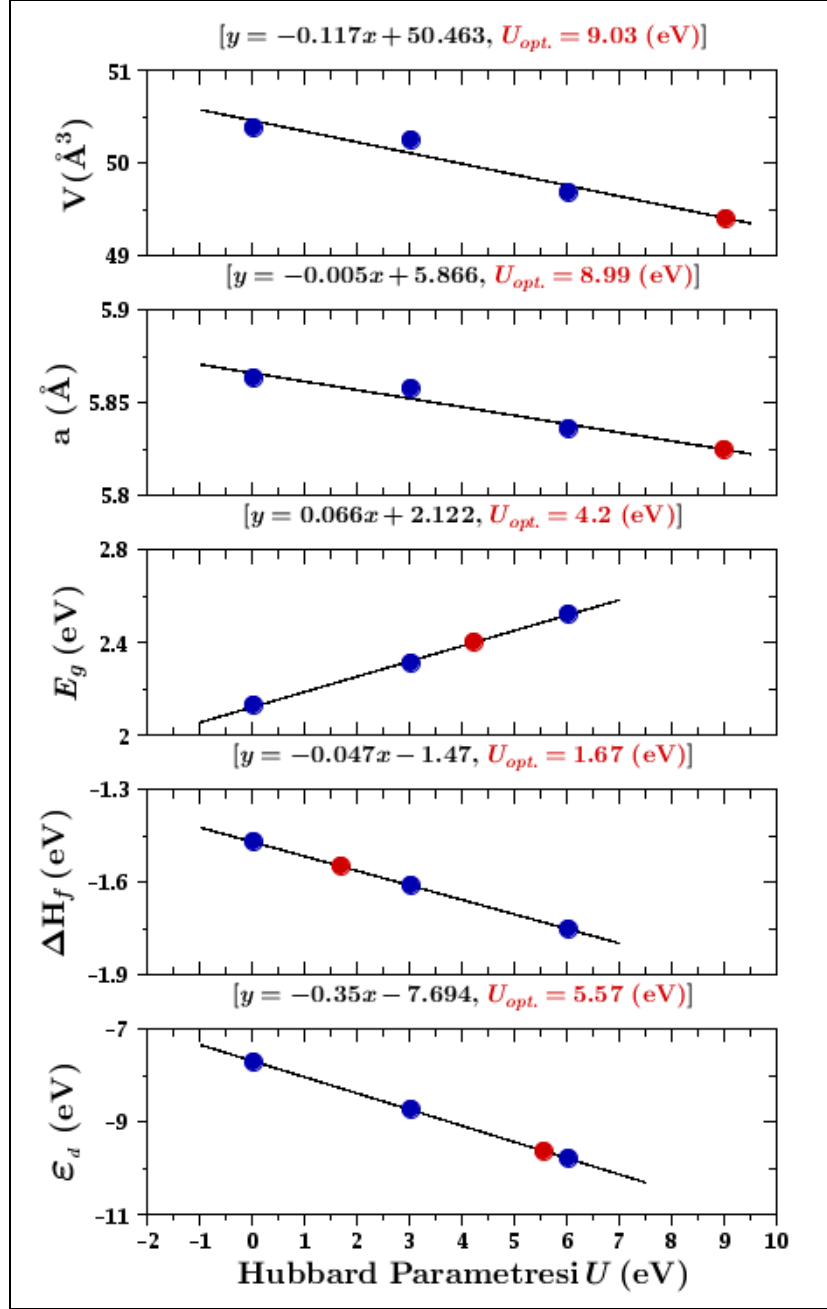 [y = −0.117x + 50.463, U_opt. = 9.03 (eV)]
51
50
49
V(Å³)
[y = −0.005x + 5.866, U_opt. = 8.99 (eV)]
5.9
5.85
5.8
a (Å)
[y = 0.066x + 2.122, U_opt. = 4.2 (eV)]
2.8
2.4
2
E_g (eV)
[y = −0.047x − 1.47, U_opt. = 1.67 (eV)]
−1.3
−1.6
−1.9
ΔH_f (eV)
[y = −0.35x − 7.694, U_opt. = 5.57 (eV)]
−7
−9
−11
ε_d (eV)
−2 −1 0 1 2 3 4 5 6 7 8 9 10
Hubbard Parametresi U (eV)